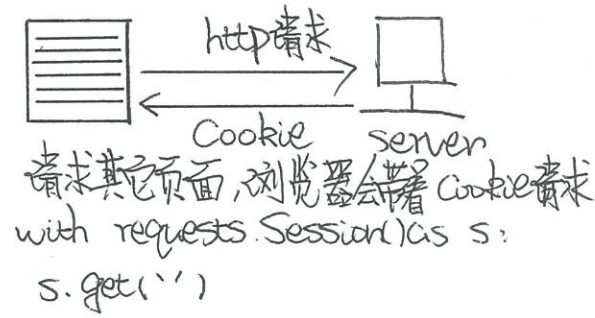 http请求
Cookie server
请求其它页面,浏览器会带着Cookie请求
with requests.Session()as s:
s.get('')